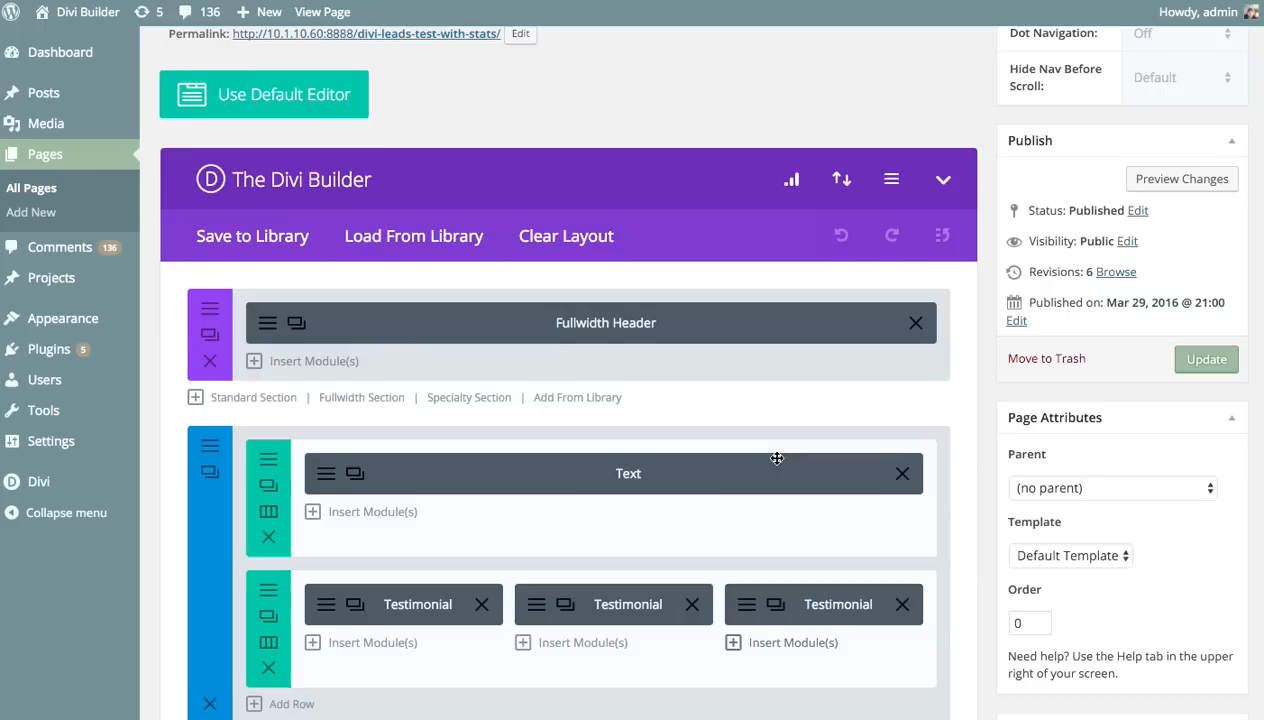 Divi Builder 5 136 New View Page Howdy, admin
Dashboard
Posts
Media
Pages
All Pages
Add New
Comments 136
Projects
Appearance
Plugins 5
Users
Tools
Settings
Divi
Collapse menu
Permalink: http://10.1.10.60:8888/divi-leads-test-with-stats/ Edit
Use Default Editor
D The Divi Builder
Save to Library Load From Library Clear Layout
Fullwidth Header
Insert Module(s)
Standard Section | Fullwidth Section | Specialty Section | Add From Library
Text
Insert Module(s)
Testimonial Testimonial Testimonial
Insert Module(s) Insert Module(s) Insert Module(s)
Add Row
Dot Navigation: Off
Hide Nav Before
Scroll: Default
Publish
Preview Changes
Status: Published Edit
Visibility: Public Edit
Revisions: 6 Browse
Published on: Mar 29, 2016 @ 21:00
Edit
Move to Trash Update
Page Attributes
Parent
(no parent)
Template
Default Template
Order
0
Need help? Use the Help tab in the upper
right of your screen.